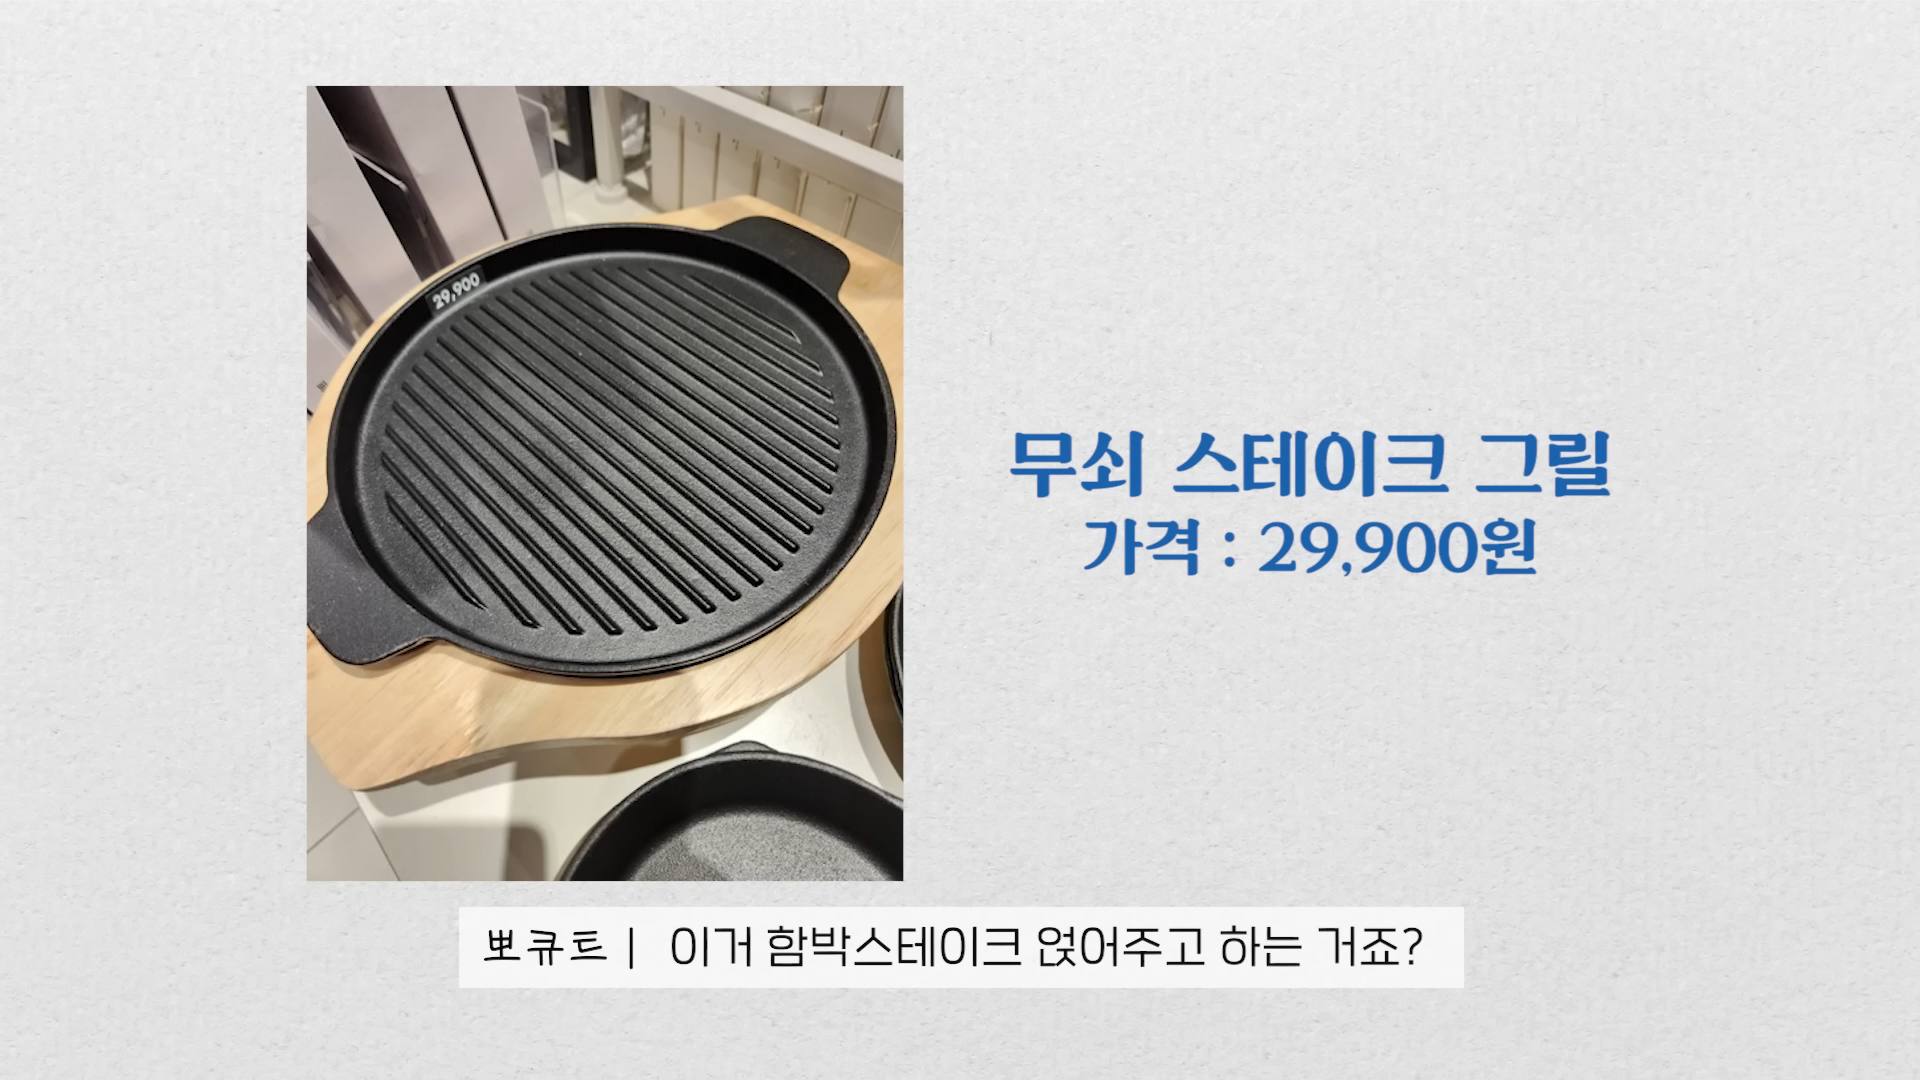 29,900
무쇠 스테이크 그릴
가격 : 29,900원
뽀큐트 | 이거 함박스테이크 얹어주고 하는 거죠?